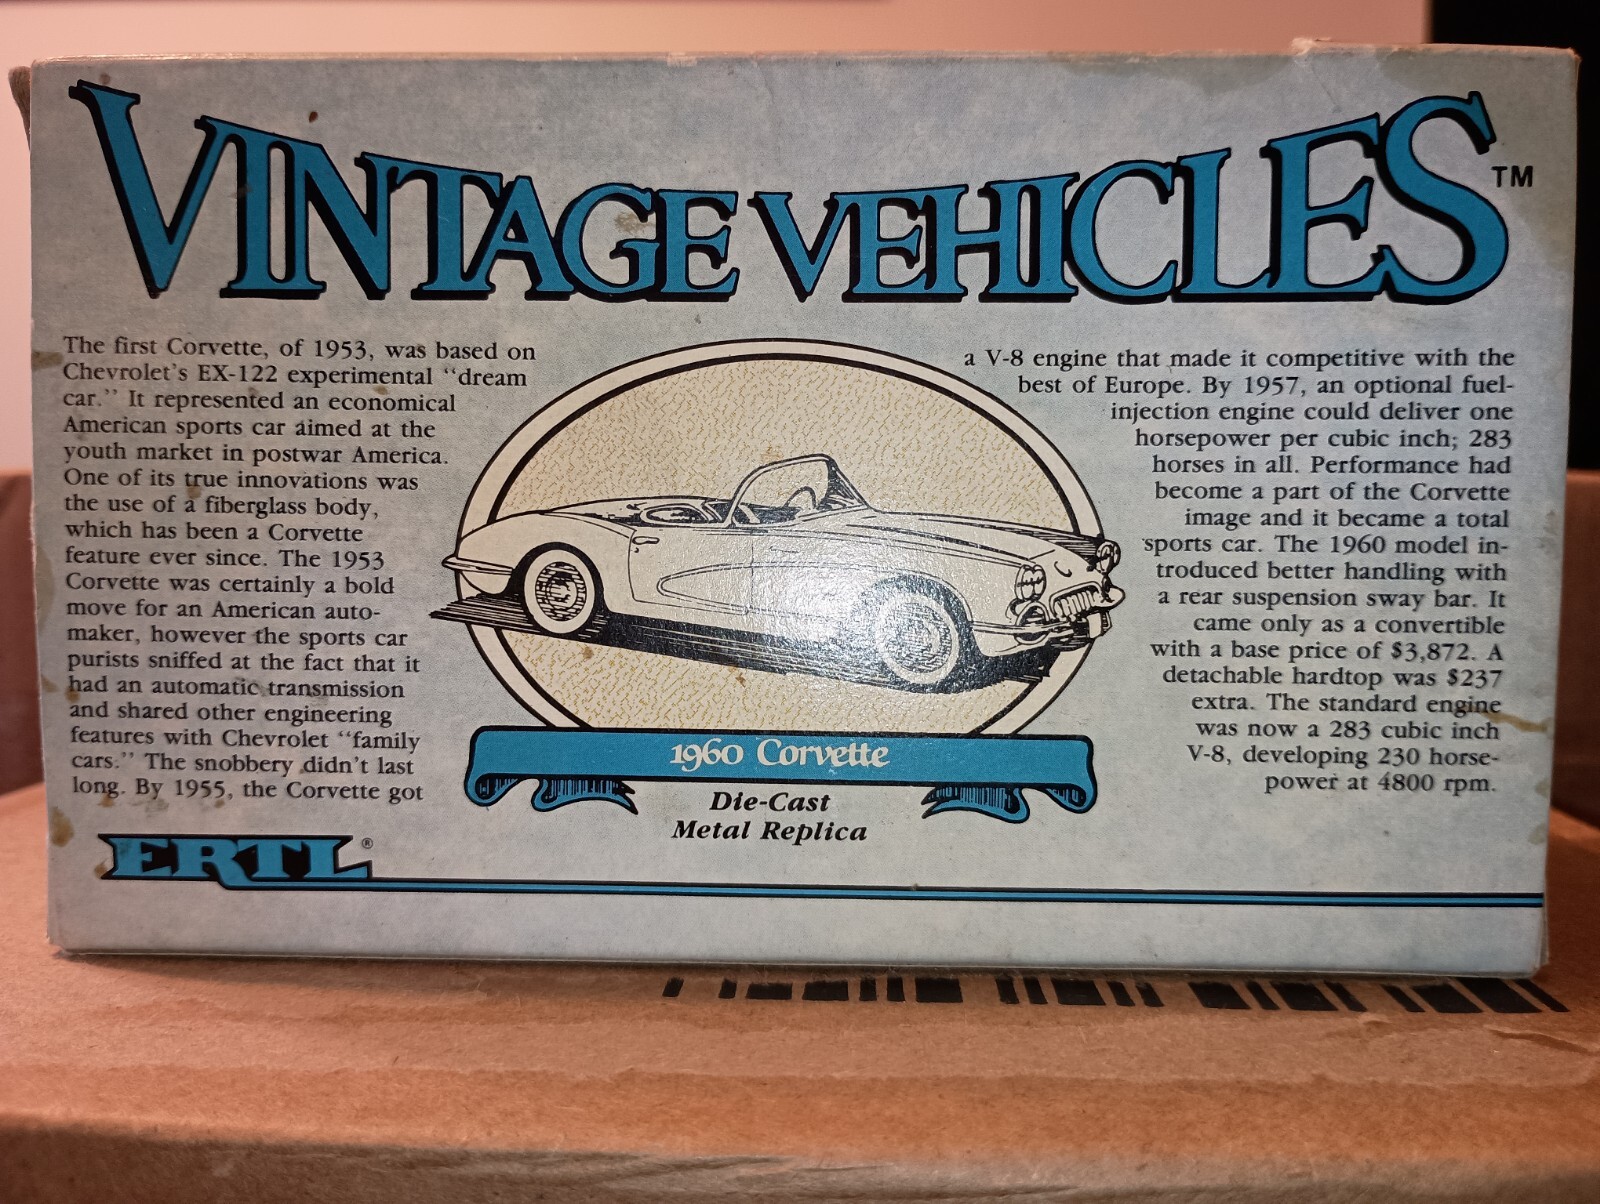 VINTAGE VEHICLES™
The first Corvette, of 1953, was based on
Chevrolet's EX-122 experimental "dream
car." It represented an economical
American sports car aimed at the
youth market in postwar America.
One of its true innovations was
the use of a fiberglass body,
which has been a Corvette
feature ever since. The 1953
Corvette was certainly a bold
move for an American auto-
maker, however the sports car
purists sniffed at the fact that it
had an automatic transmission
and shared other engineering
features with Chevrolet "family
cars." The snobbery didn't last
long. By 1955, the Corvette got
a V-8 engine that made it competitive with the
best of Europe. By 1957, an optional fuel-
injection engine could deliver one
horsepower per cubic inch; 283
horses in all. Performance had
become a part of the Corvette
image and it became a total
sports car. The 1960 model in-
troduced better handling with
a rear suspension sway bar. It
came only as a convertible
with a base price of $3,872. A
detachable hardtop was $237
extra. The standard engine
was now a 283 cubic inch
V-8, developing 230 horse-
power at 4800 rpm.
1960 Corvette
Die-Cast
Metal Replica
ERTL®